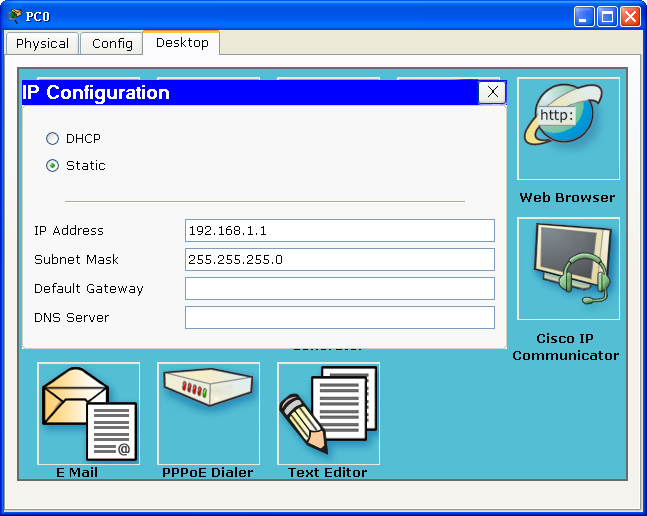 PC0
Physical Config Desktop
IP Configuration X
DHCP
Static
IP Address 192.168.1.1
Subnet Mask 255.255.255.0
Default Gateway
DNS Server
http:
Web Browser
Cisco IP
Communicator
@
E Mail PPPoE Dialer Text Editor